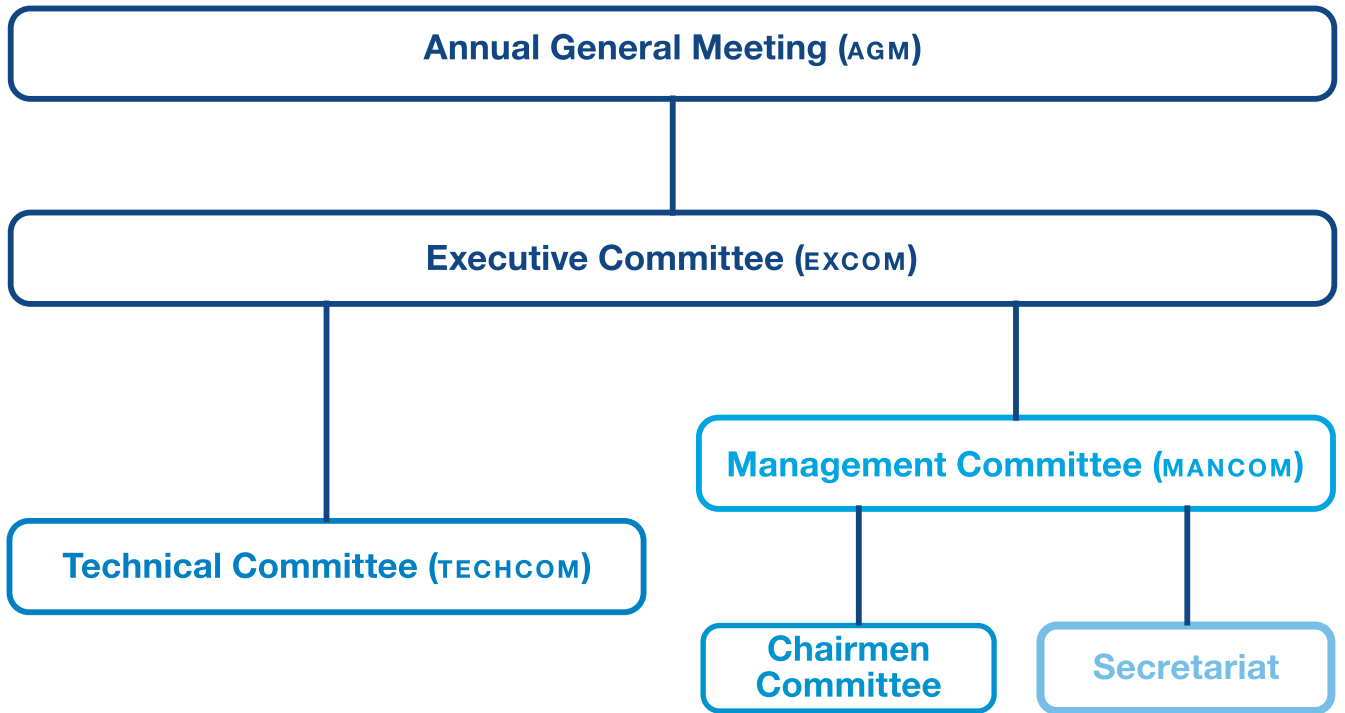 Annual General Meeting (AGM)
Executive Committee (EXCOM)
Management Committee (MANCOM)
Technical Committee (TECHCOM)
Chairmen
Committee
Secretariat